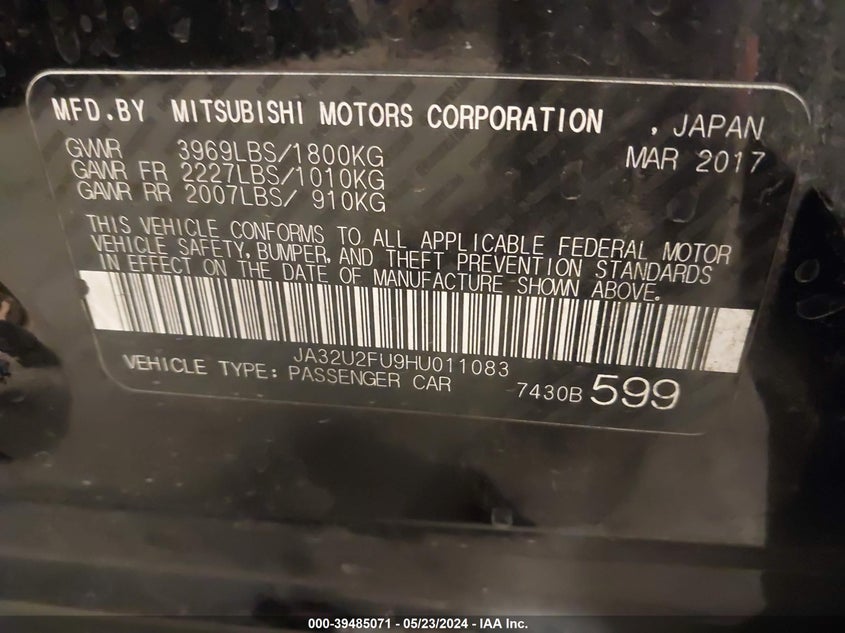 MFD.BY MITSUBISHI MOTORS CORPORATION , JAPAN
GVWR 3969LBS/1800KG MAR 2017
GAWR FR 2227LBS/1010KG
GAWR RR 2007LBS/ 910KG
THIS VEHICLE CONFORMS TO ALL APPLICABLE FEDERAL MOTOR
VEHICLE SAFETY, BUMPER, AND THEFT PREVENTION STANDARDS
IN EFFECT ON THE DATE OF MANUFACTURE SHOWN ABOVE.
JA32U2FU9HU011083
VEHICLE TYPE: PASSENGER CAR 7430B 599
000-39485071 / 05/23/2024 - IAA Inc.